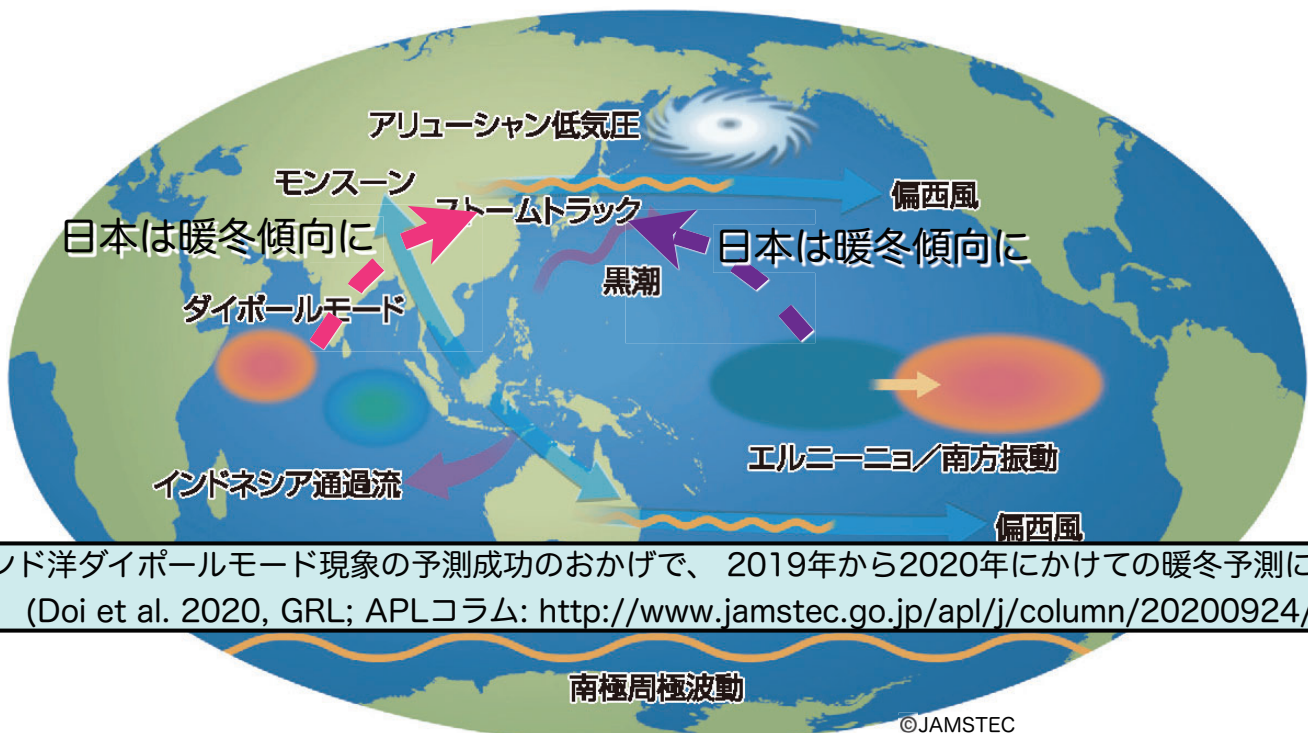 アリューシャン低気圧
モンスーン
偏西風
ストームトラック
日本は暖冬傾向に
日本は暖冬傾向に
黒潮
ダイポールモード
エルニーニョ／南方振動
インドネシア通過流
偏西風
ンド洋ダイポールモード現象の予測成功のおかげで、 2019年から2020年にかけての暖冬予測に
(Doi et al. 2020, GRL; APLコラム: http://www.jamstec.go.jp/apl/j/column/20200924/
南極周極波動
©JAMSTEC